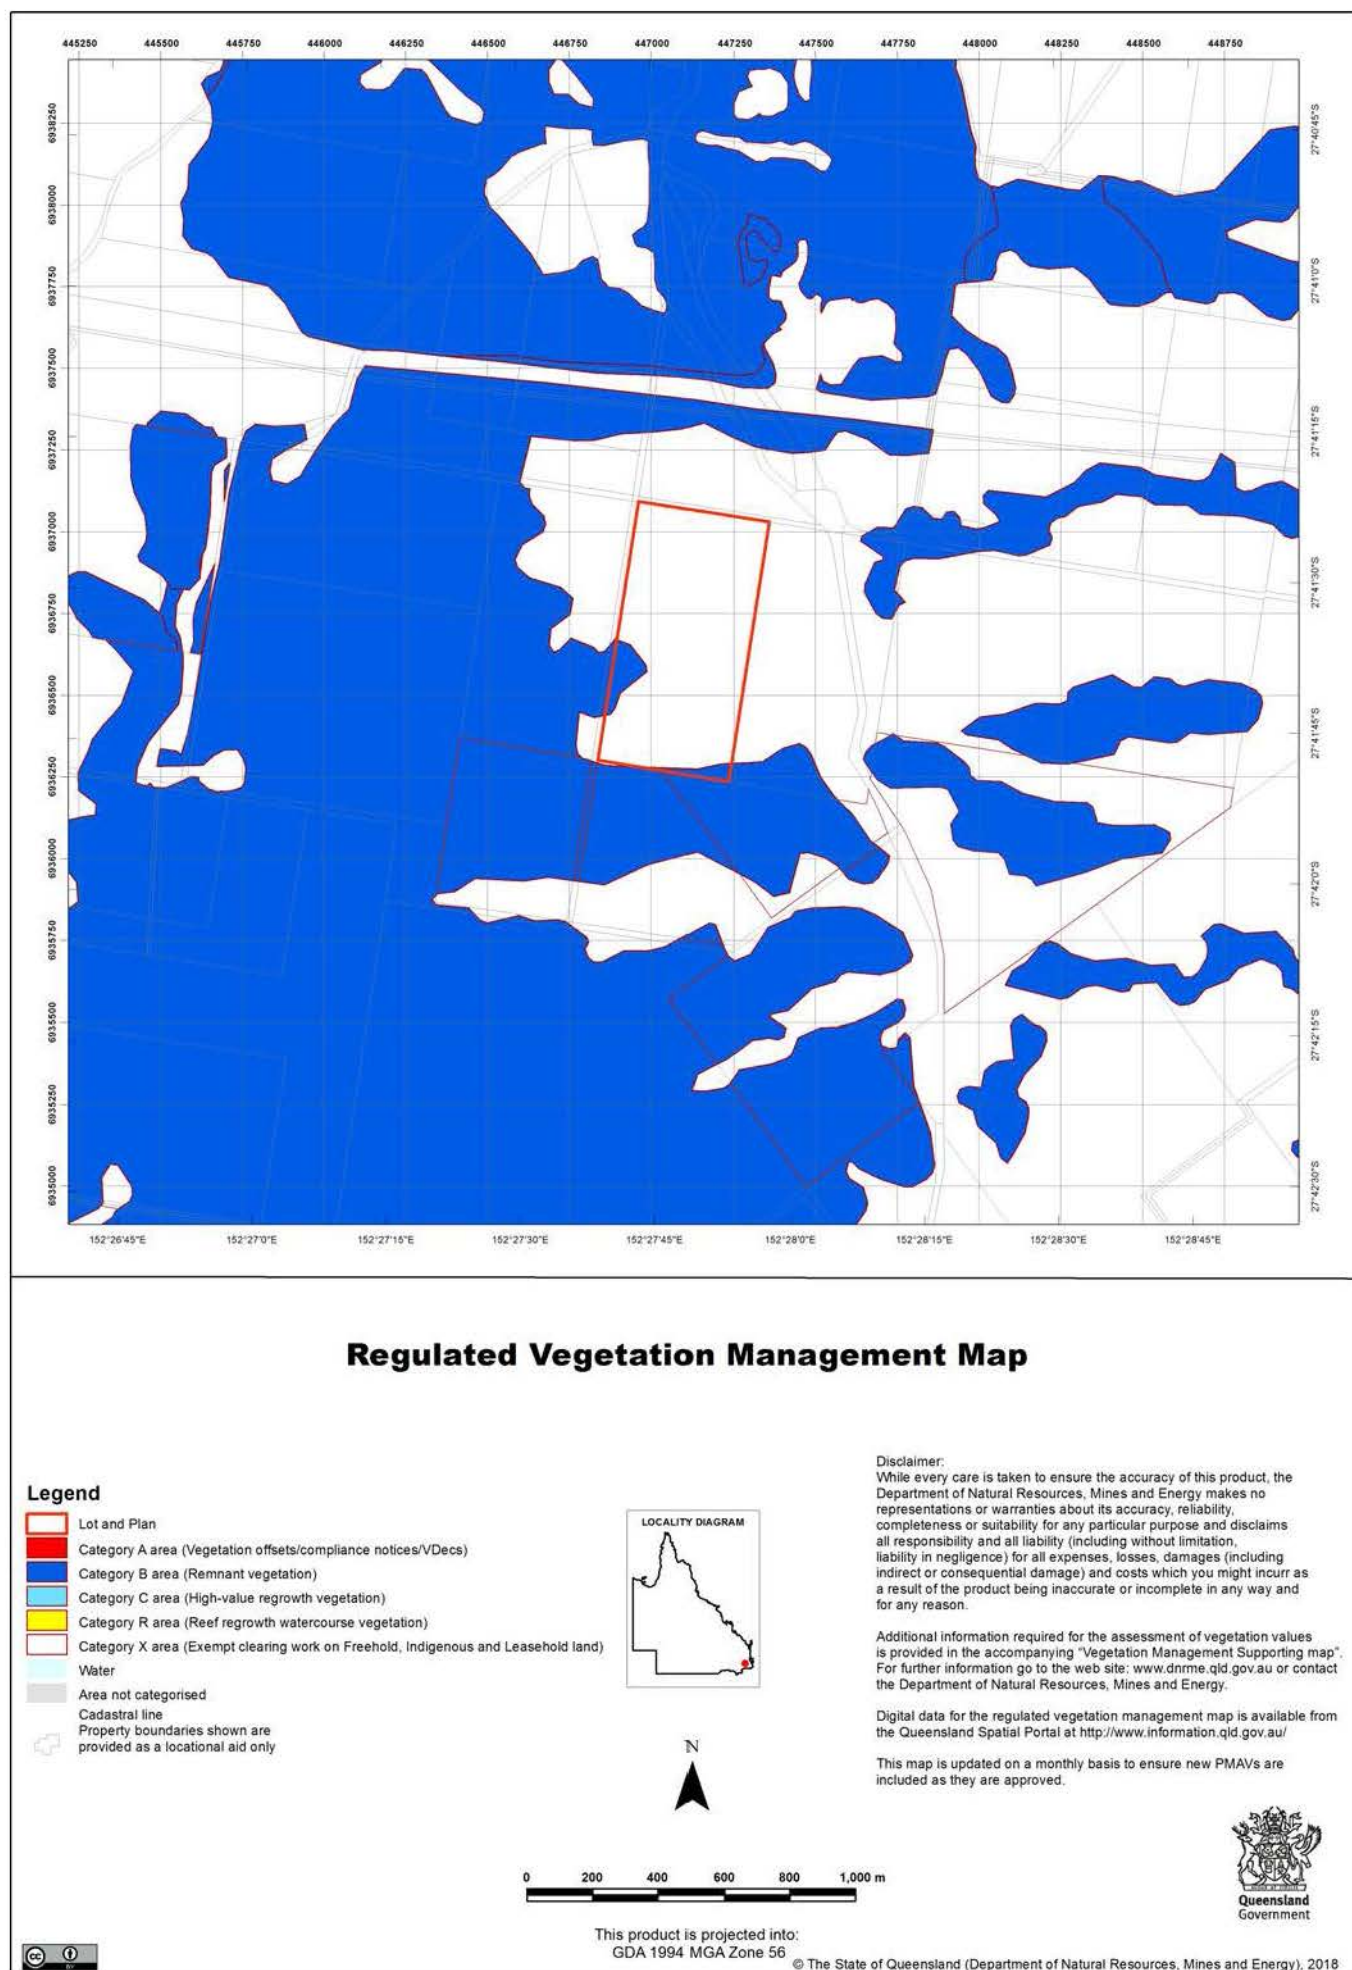 445250 445500 445750 446000 446250 446500 446750 447000 447250 447500 447750 448000 448250 448500 448750
6938250
6938000
6937750
6937500
6937250
6937000
6936750
6936500
6936250
6936000
6935750
6935500
6935250
6935000
27°40'45"S
27°41'0"S
27°41'15"S
27°41'30"S
27°41'45"S
27°42'0"S
27°42'15"S
27°42'30"S
152°26'45"E 152°27'0"E 152°27'15"E 152°27'30"E 152°27'45"E 152°28'0"E 152°28'15"E 152°28'30"E 152°28'45"E
Regulated Vegetation Management Map
Legend
Lot and Plan
Category A area (Vegetation offsets/compliance notices/VDecs)
Category B area (Remnant vegetation)
Category C area (High-value regrowth vegetation)
Category R area (Reef regrowth watercourse vegetation)
Category X area (Exempt clearing work on Freehold, Indigenous and Leasehold land)
Water
Area not categorised
Cadastral line
Property boundaries shown are
provided as a locational aid only
LOCALITY DIAGRAM
N
0 200 400 600 800 1,000 m
This product is projected into:
GDA 1994 MGA Zone 56
Disclaimer:
While every care is taken to ensure the accuracy of this product, the
Department of Natural Resources, Mines and Energy makes no
representations or warranties about its accuracy, reliability,
completeness or suitability for any particular purpose and disclaims
all responsibility and all liability (including without limitation,
liability in negligence) for all expenses, losses, damages (including
indirect or consequential damage) and costs which you might incurr as
a result of the product being inaccurate or incomplete in any way and
for any reason.
Additional information required for the assessment of vegetation values
is provided in the accompanying "Vegetation Management Supporting map".
For further information go to the web site: www.dnrme.qld.gov.au or contact
the Department of Natural Resources, Mines and Energy.
Digital data for the regulated vegetation management map is available from
the Queensland Spatial Portal at http://www.information.qld.gov.au/
This map is updated on a monthly basis to ensure new PMAVs are
included as they are approved.
Queensland
Government
cc
BY
© The State of Queensland (Department of Natural Resources, Mines and Energy), 2018